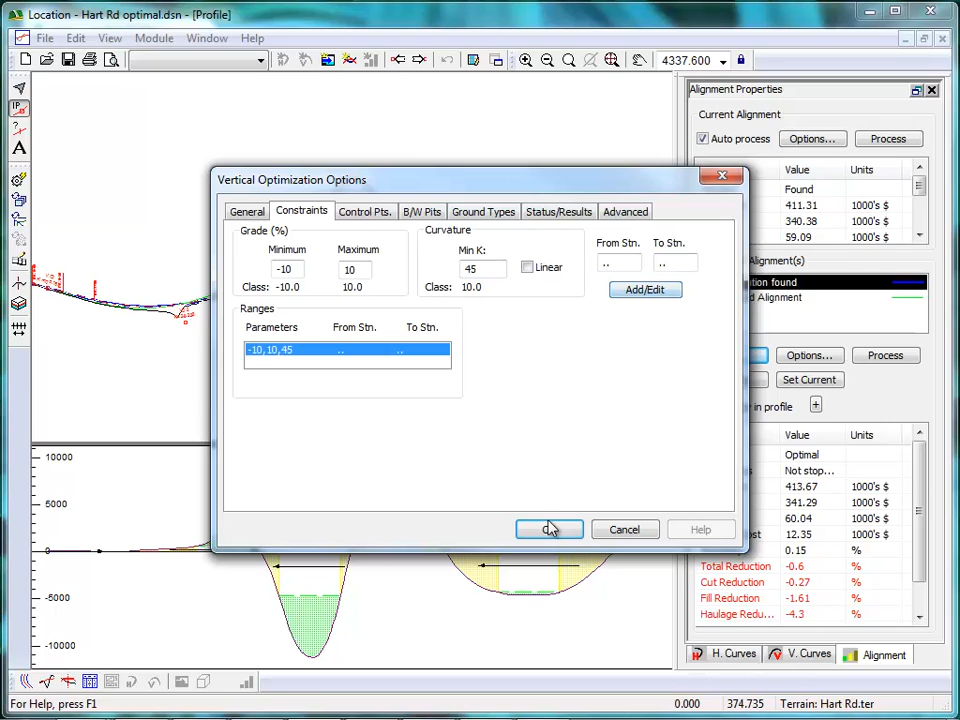 Location - Hart Rd optimal.dsn - [Profile]
File Edit View Module Window Help
4337.600
Alignment Properties
Current Alignment
Auto process Options... Process
Value Units
Found
411.31 1000's $
340.38 1000's $
59.09 1000's $
Vertical Optimization Options
General Constraints Control Pts. B/W Pits Ground Types Status/Results Advanced
Grade (%)
Minimum Maximum
-10 10
Class: -10.0 10.0
Curvature
Min K:
45 Linear
Class: 10.0
From Stn. To Stn.
.. ..
Add/Edit
Ranges
Parameters From Stn. To Stn.
-10,10,45 .. ..
Cancel Help
Alignment(s)
found
Alignment
Options... Process
Set Current
in profile +
Value Units
Optimal
Not stop...
413.67 1000's $
341.29 1000's $
60.04 1000's $
12.35 1000's $
0.15 %
Total Reduction -0.6 %
Cut Reduction -0.27 %
Fill Reduction -1.61 %
Haulage Redu... -4.3 %
10000
5000
0
-5000
-10000
H. Curves V. Curves Alignment
For Help, press F1 0.000 374.735 Terrain: Hart Rd.ter